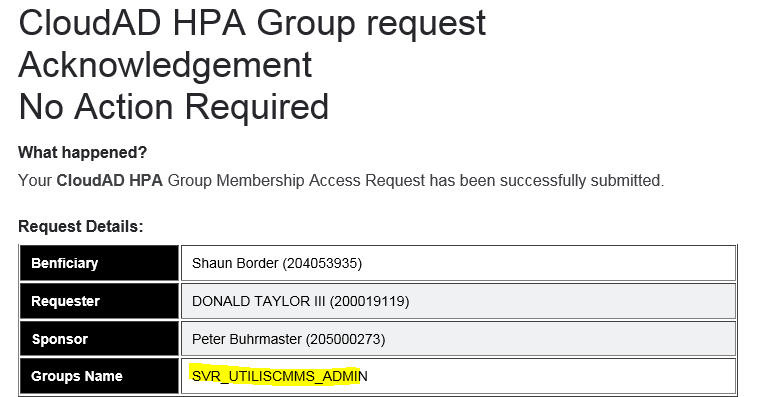 CloudAD HPA Group request
Acknowledgement
No Action Required
What happened?
Your CloudAD HPA Group Membership Access Request has been successfully submitted.
Request Details:
Benficiary Shaun Border (204053935)
Requester DONALD TAYLOR III (200019119)
Sponsor Peter Buhrmaster (205000273)
Groups Name SVR_UTILISCMMS_ADMIN